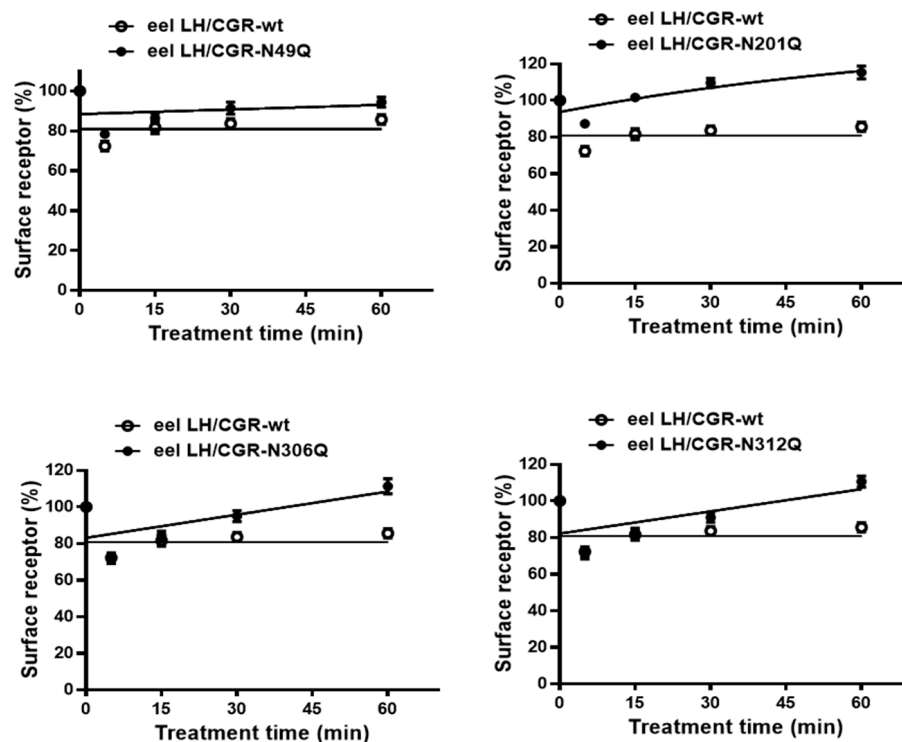 eel LH/CGR-wt
eel LH/CGR-N49Q
Surface receptor (%)
100
80
60
40
20
0
0 15 30 45 60
Treatment time (min)
eel LH/CGR-wt
eel LH/CGR-N201Q
Surface receptor (%)
120
100
80
60
40
20
0
0 15 30 45 60
Treatment time (min)
eel LH/CGR-wt
eel LH/CGR-N306Q
Surface receptor (%)
120
100
80
60
40
20
0
0 15 30 45 60
Treatment time (min)
eel LH/CGR-wt
eel LH/CGR-N312Q
Surface receptor (%)
120
100
80
60
40
20
0
0 15 30 45 60
Treatment time (min)